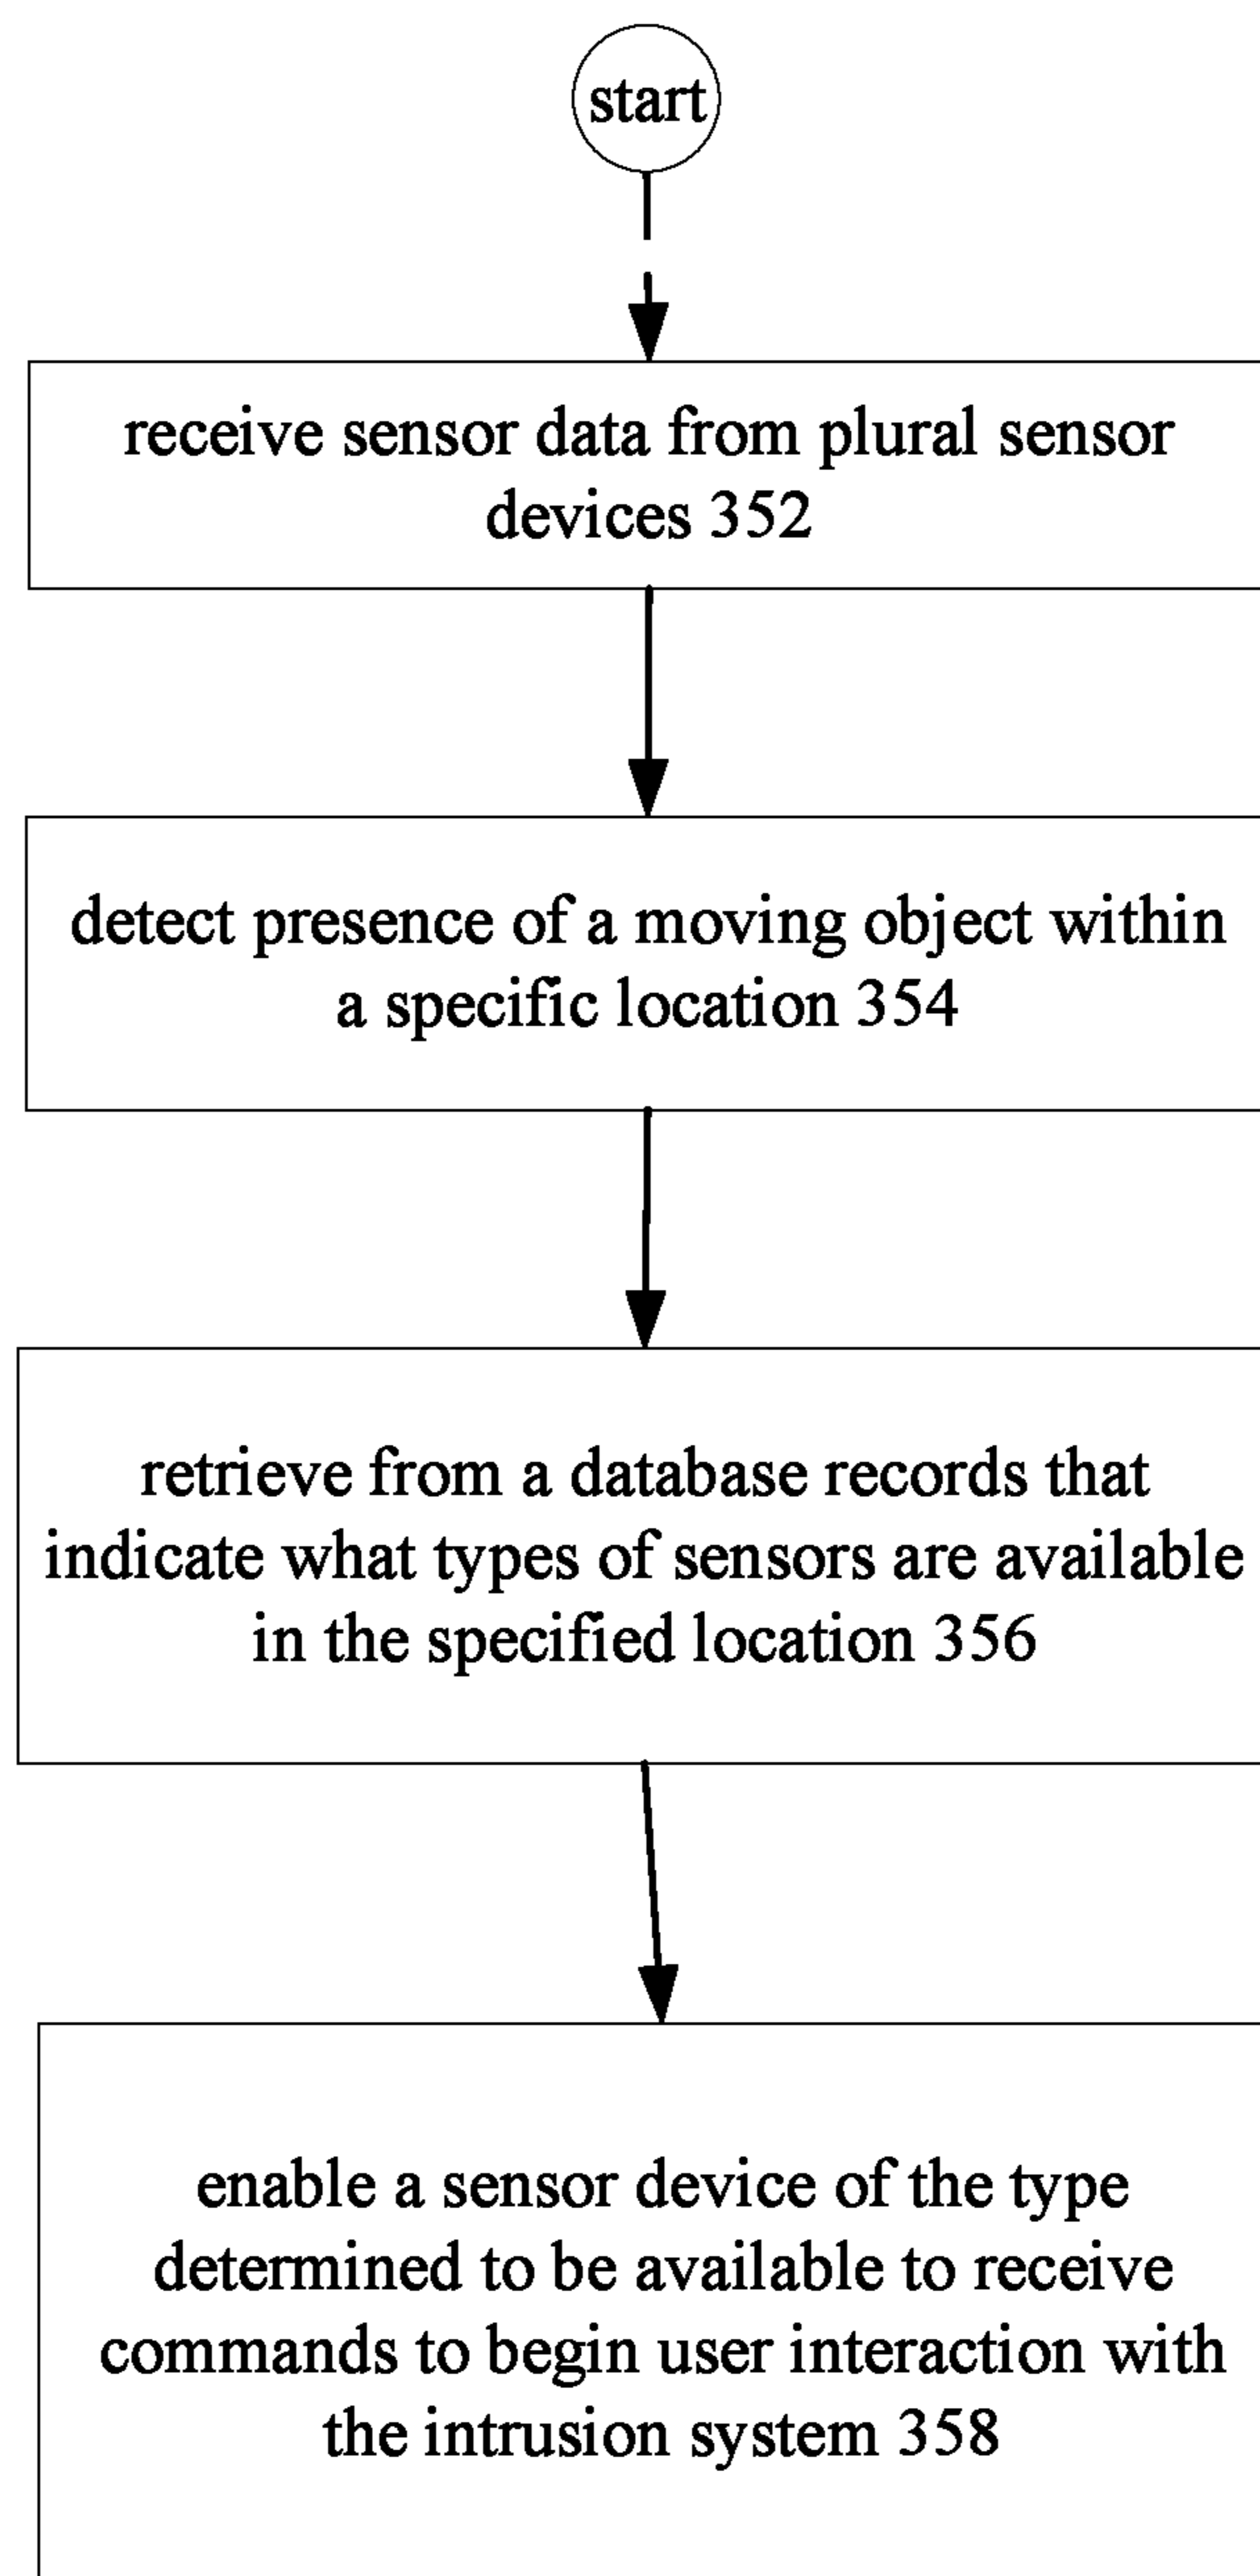 start
receive sensor data from plural sensor
devices 352
detect presence of a moving object within
a specific location 354
retrieve from a database records that
indicate what types of sensors are available
in the specified location 356
enable a sensor device of the type
determined to be available to receive
commands to begin user interaction with
the intrusion system 358